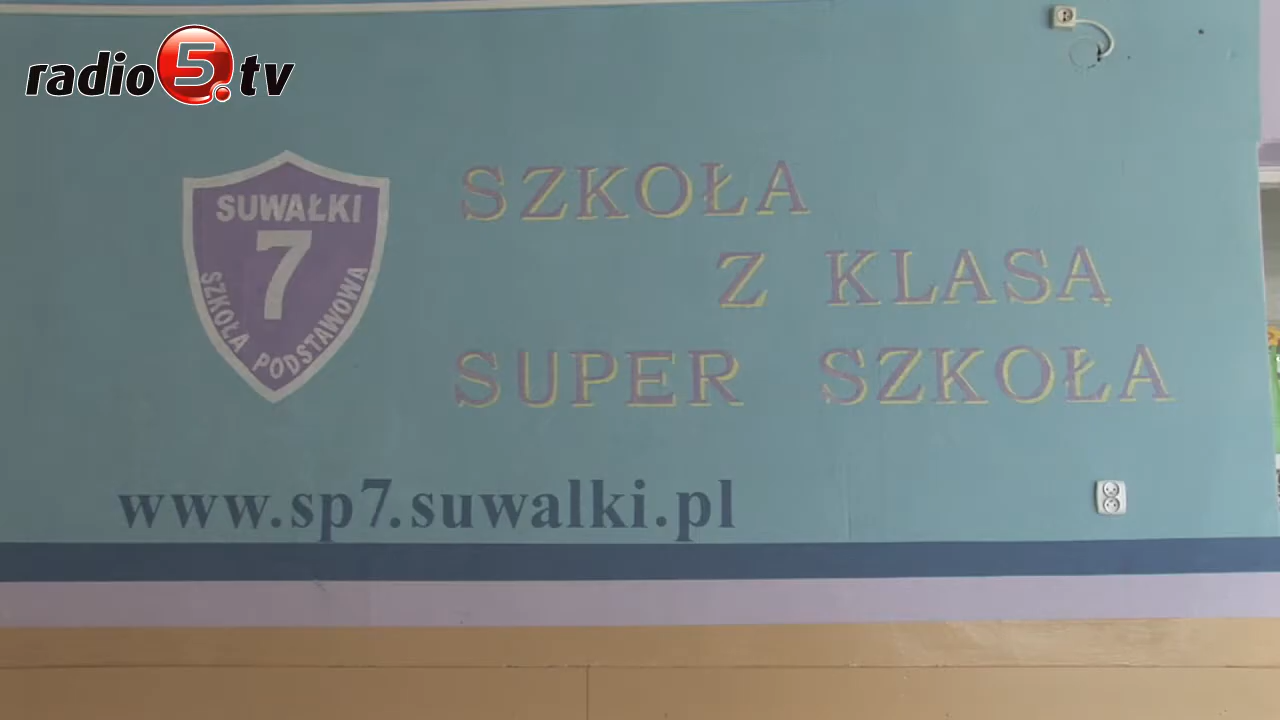 radio5.tv
SUWAŁKI
7
SZKOŁA PODSTAWOWA
SZKOŁA
Z KLASĄ
SUPER SZKOŁA
www.sp7.suwalki.pl